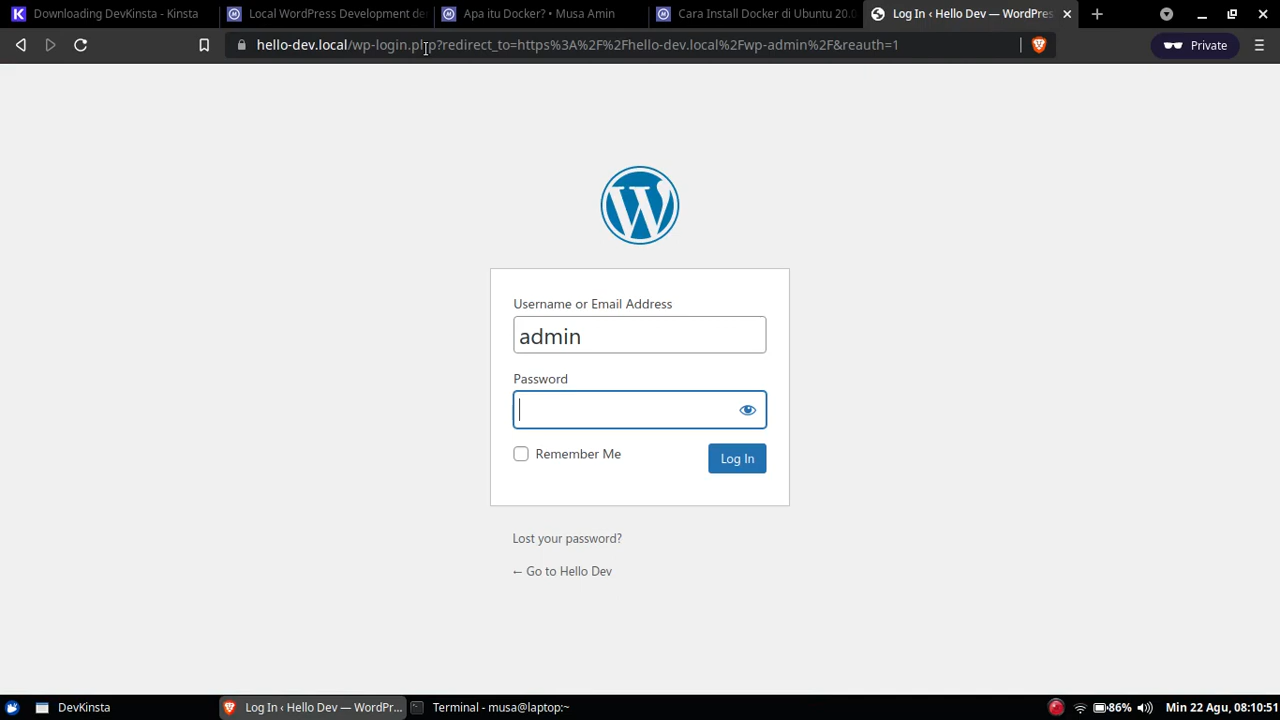 Downloading DevKinsta - Kinsta
Local WordPress Development de
Apa itu Docker? • Musa Amin
Cara Install Docker di Ubuntu 20.0
Log In ‹ Hello Dev — WordPres
hello-dev.local/wp-login.php?redirect_to=https%3A%2F%2Fhello-dev.local%2Fwp-admin%2F&reauth=1
Private
Username or Email Address
admin
Password
Remember Me
Log In
Lost your password?
← Go to Hello Dev
DevKinsta
Log In ‹ Hello Dev — WordPr...
Terminal - musa@laptop:~
86%
Min 22 Agu, 08:10:51